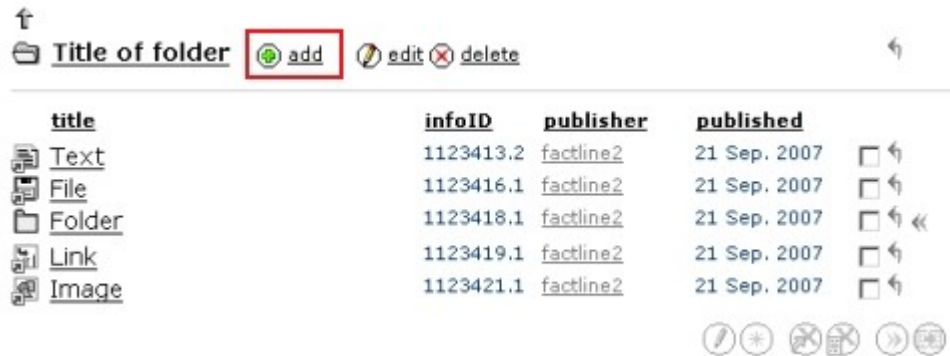 Title of folder add edit delete
title infoID publisher published
Text 1123413.2 factline2 21 Sep. 2007
File 1123416.1 factline2 21 Sep. 2007
Folder 1123418.1 factline2 21 Sep. 2007
Link 1123419.1 factline2 21 Sep. 2007
Image 1123421.1 factline2 21 Sep. 2007